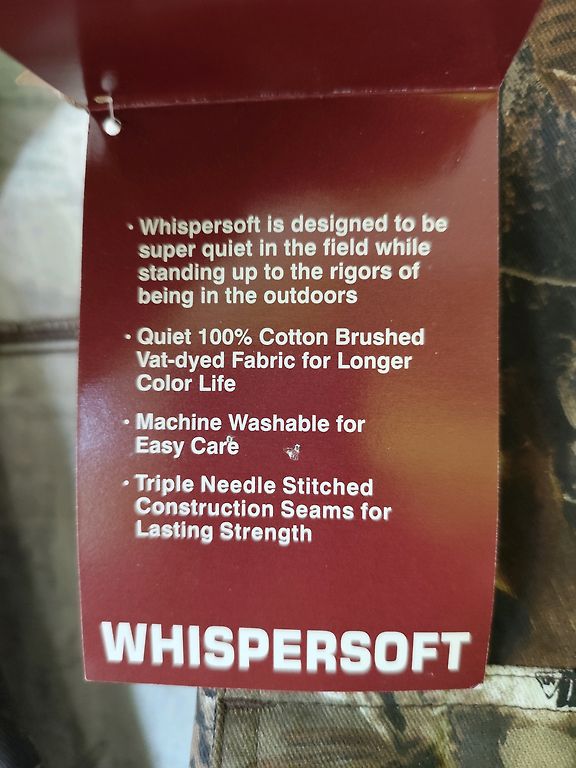 · Whispersoft is designed to be
super quiet in the field while
standing up to the rigors of
being in the outdoors
· Quiet 100% Cotton Brushed
Vat-dyed Fabric for Longer
Color Life
· Machine Washable for
Easy Care
· Triple Needle Stitched
Construction Seams for
Lasting Strength
WHISPERSOFT